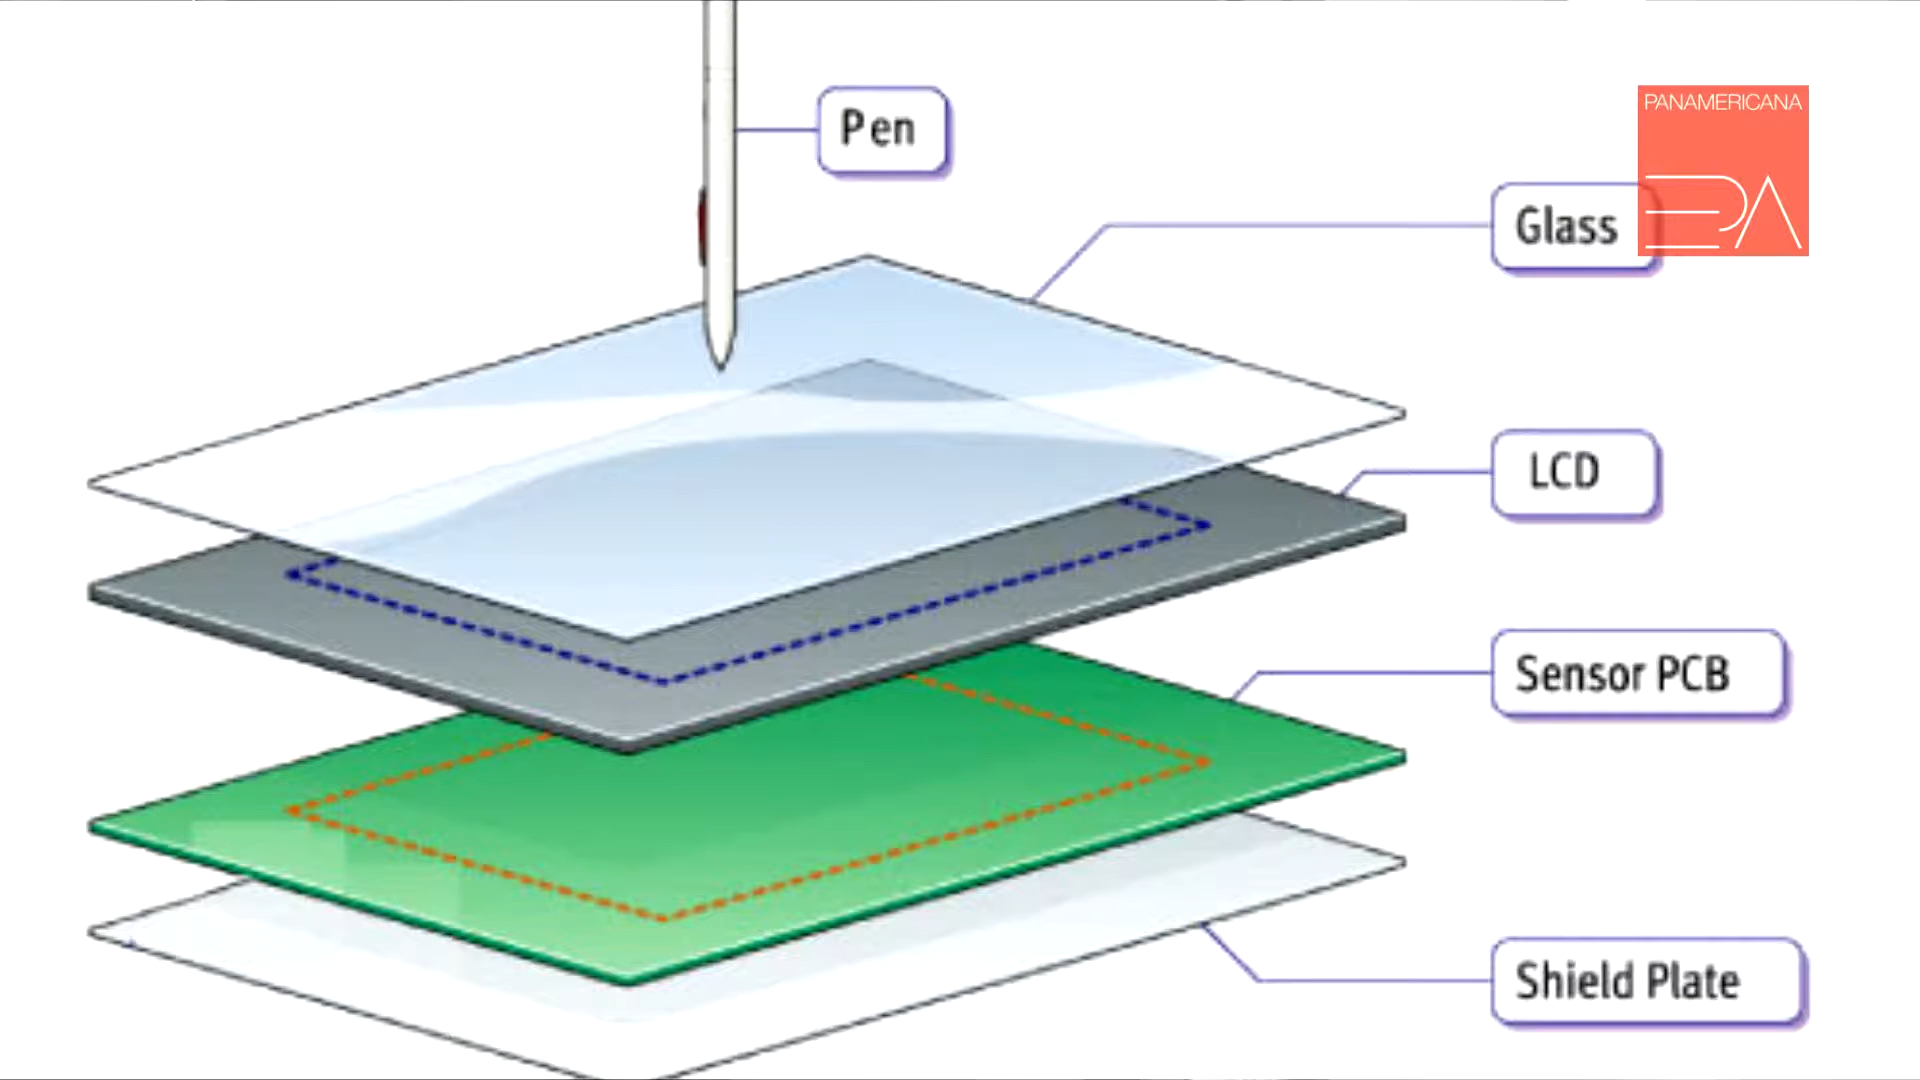 PANAMERICANA
Pen
Glass
LCD
Sensor PCB
Shield Plate